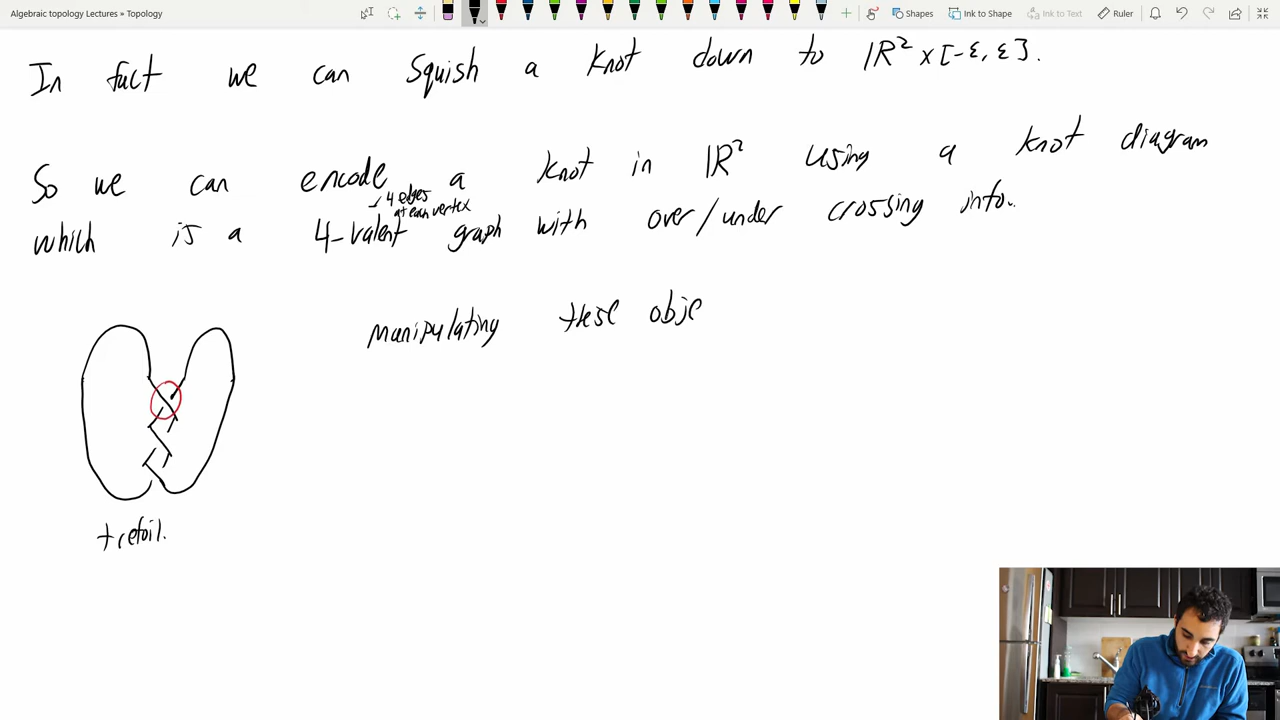 Algebraic topology Lectures » Topology
Shapes
Ink to Shape
Ink to Text
Ruler
In fact we can squish a knot down to ℝ² × [-ε, ε].
So we can encode a knot in ℝ² using a knot diagram
4 edges
at each vertex
which is a 4-valent graph with over/under crossing info.
manipulating these obje
trefoil.